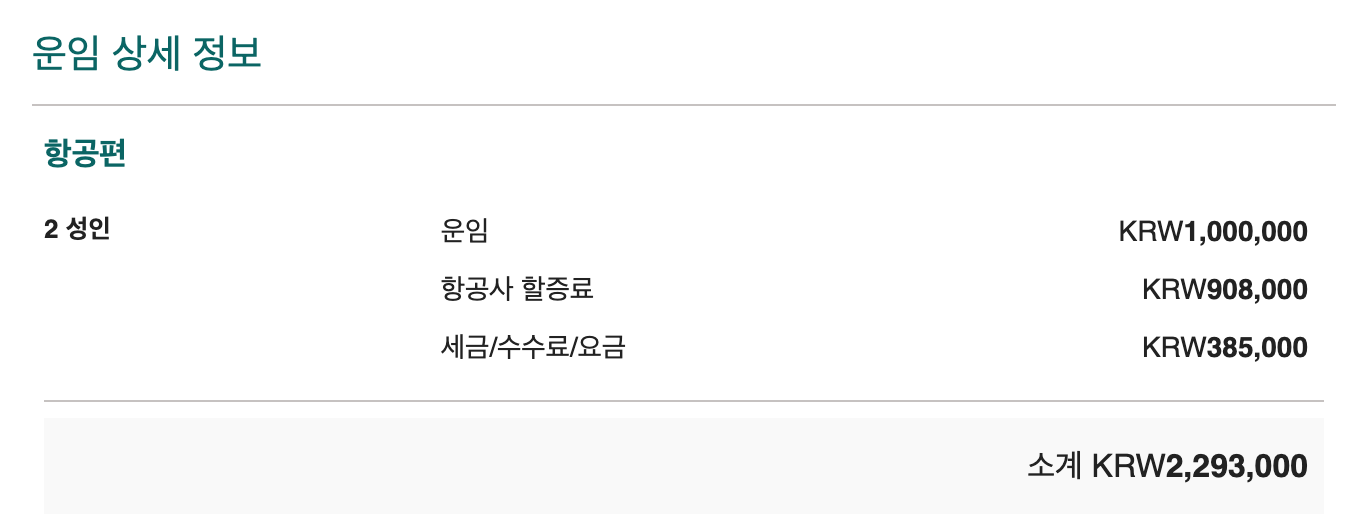 운임 상세 정보
항공편
2 성인 운임 KRW1,000,000
항공사 할증료 KRW908,000
세금/수수료/요금 KRW385,000
소계 KRW2,293,000